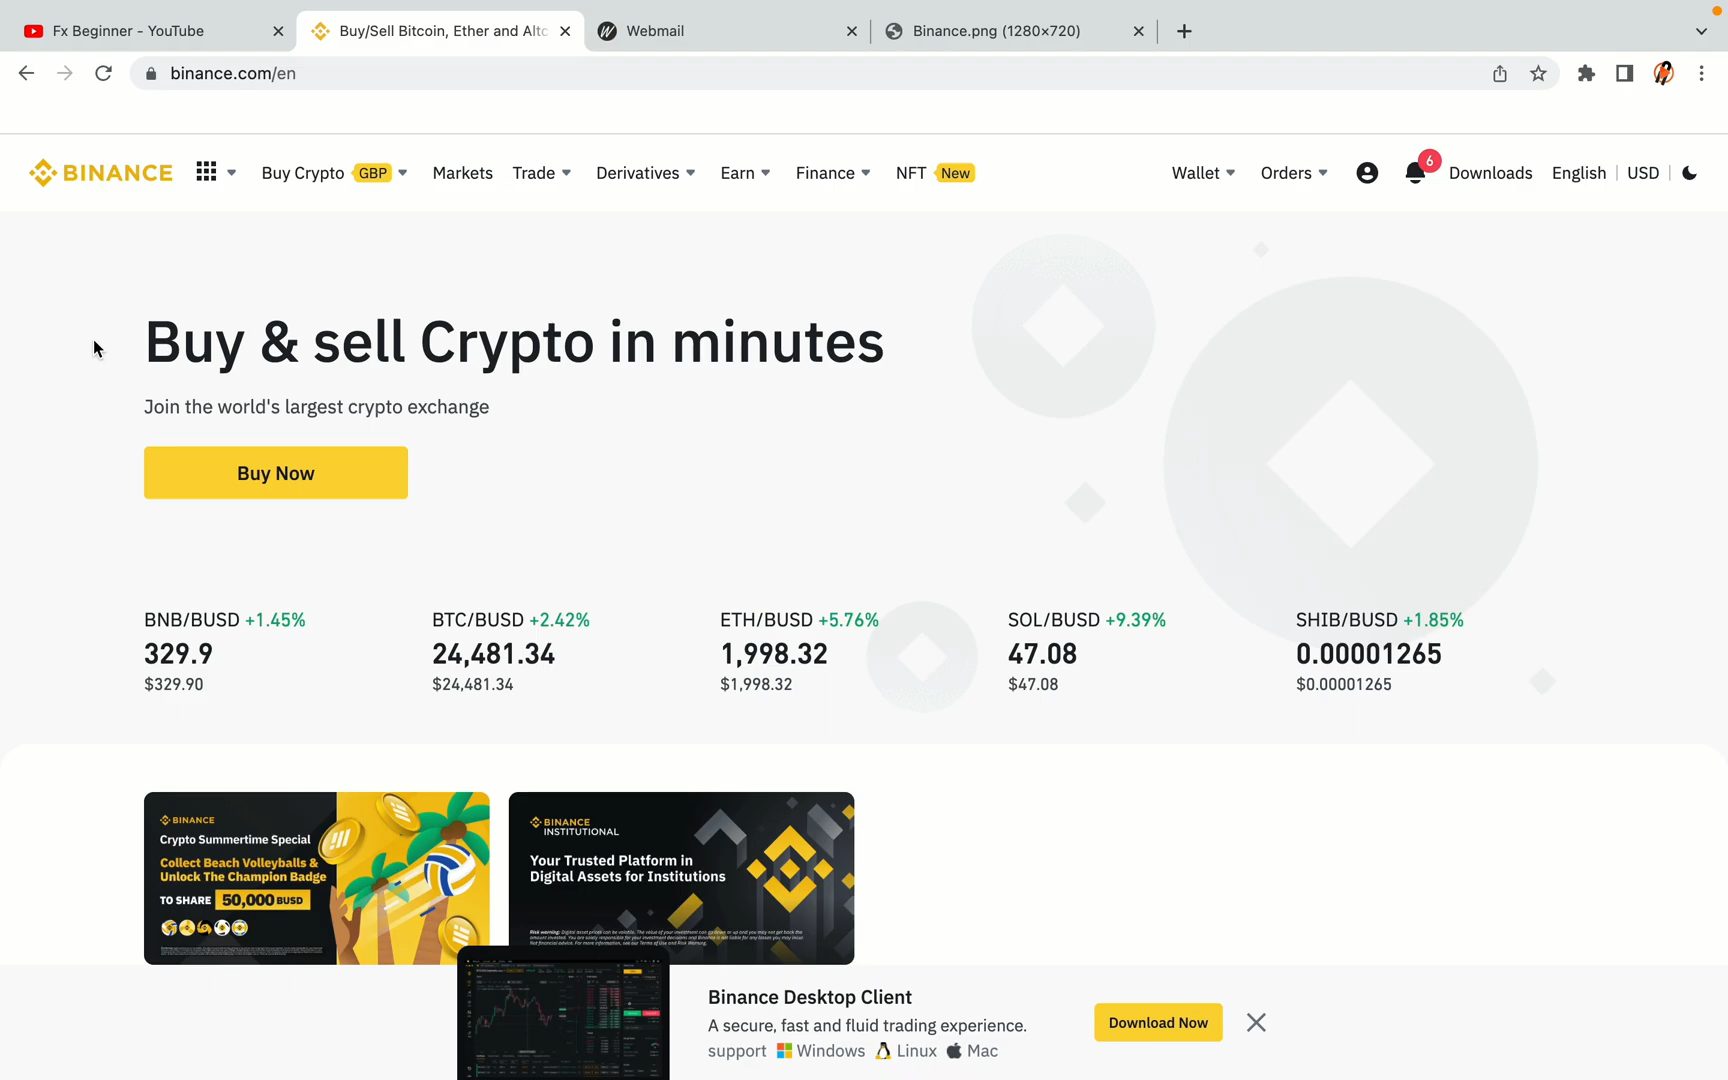 Fx Beginner - YouTube
Buy/Sell Bitcoin, Ether and Altc
Webmail
Binance.png (1280×720)
binance.com/en
BINANCE
Buy Crypto GBP
Markets
Trade
Derivatives
Earn
Finance
NFT New
Wallet
Orders
6
Downloads
English
USD
Buy & sell Crypto in minutes
Join the world's largest crypto exchange
Buy Now
BNB/BUSD +1.45%
329.9
$329.90
BTC/BUSD +2.42%
24,481.34
$24,481.34
ETH/BUSD +5.76%
1,998.32
$1,998.32
SOL/BUSD +9.39%
47.08
$47.08
SHIB/BUSD +1.85%
0.00001265
$0.00001265
BINANCE
Crypto Summertime Special
Collect Beach Volleyballs &
Unlock The Champion Badge
TO SHARE 50,000 BUSD
BINANCE
INSTITUTIONAL
Your Trusted Platform in
Digital Assets for Institutions
Binance Desktop Client
A secure, fast and fluid trading experience.
support Windows Linux Mac
Download Now